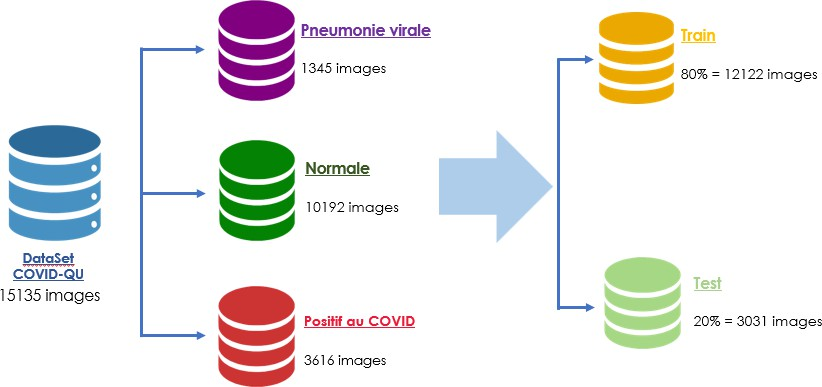 Pneumonie virale
1345 images
Normale
10192 images
Positif au COVID
3616 images
DataSet
COVID-QU
15135 images
Train
80% = 12122 images
Test
20% = 3031 images